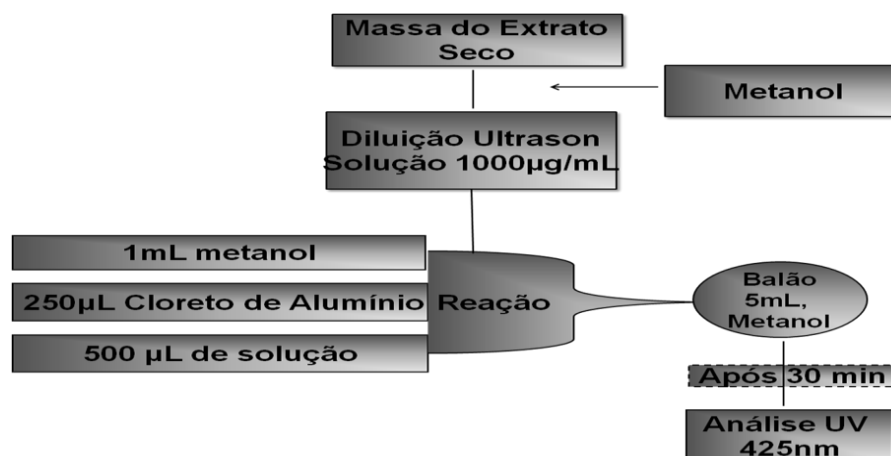 Massa do Extrato
Seco
Metanol
Diluição Ultrason
Solução 1000µg/mL
1mL metanol
250µL Cloreto de Alumínio
Reação
500 µL de solução
Balão
5mL,
Metanol
Após 30 min
Análise UV
425nm